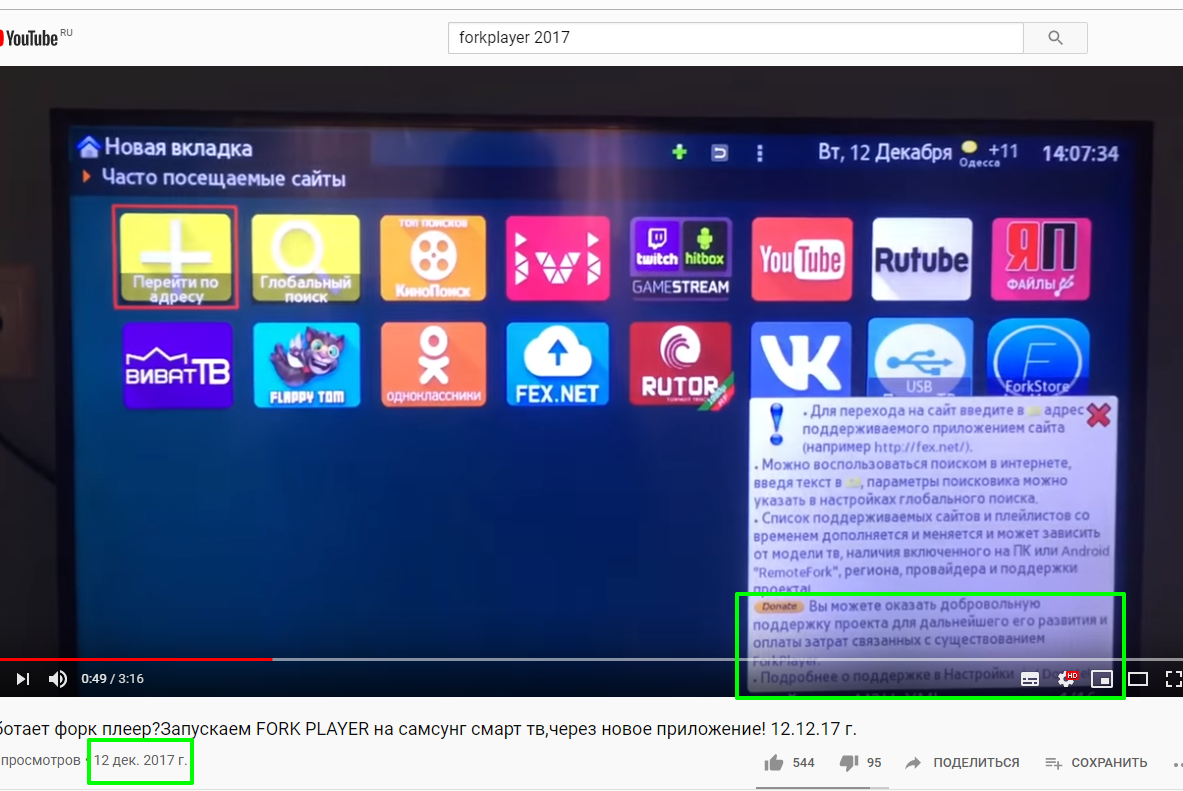 YouTube RU
forkplayer 2017
Новая вкладка
Вт, 12 Декабря
+11
Одесса
14:07:34
Часто посещаемые сайты
Перейти по
адресу
Глобальный
поиск
ТОП ПОИСКОВ
КиноПоиск
twitch hitbox
GAMESTREAM
YouTube
Rutube
ЯП
ФАЙЛЫ
ВИВАТТВ
FLAPPY TOM
одноклассники
FEX.NET
RUTOR
VK
USB
F
ForkStore
• Для перехода на сайт введите в адрес
поддерживаемого приложением сайта
(например http://fex.net/).
• Можно воспользоваться поиском в интернете,
введя текст в , параметры поисковика можно
указать в настройках глобального поиска.
• Список поддерживаемых сайтов и плейлистов со
временем дополняется и меняется и может зависить
от модели тв, наличия включенного на ПК или Android
"RemoteFork", региона, провайдера и поддержки
проекта!
Donate Вы можете оказать добровольную
поддержку проекта для дальнейшего его развития и
оплаты затрат связанных с существованием
ForkPlayer.
• Подробнее о поддержке в Настройки
0:49 / 3:16
HD
ботает форк плеер?Запускаем FORK PLAYER на самсунг смарт тв,через новое приложение! 12.12.17 г.
просмотров • 12 дек. 2017 г.
544
95
ПОДЕЛИТЬСЯ
СОХРАНИТЬ